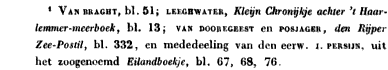 ¹ VAN BRAGHT, bl. 51; LEEGHWATER, Kleijn Chronijkje achter 't Haar-
lemmer-meerboek, bl. 13; VAN DOOREGEEST en POSJAGER, den Rijper
Zee-Postil, bl. 332, en mededeeling van den eerw. J. PERSIJN, uit
het zoogenoemd Eilandboekje, bl. 67, 68, 76.